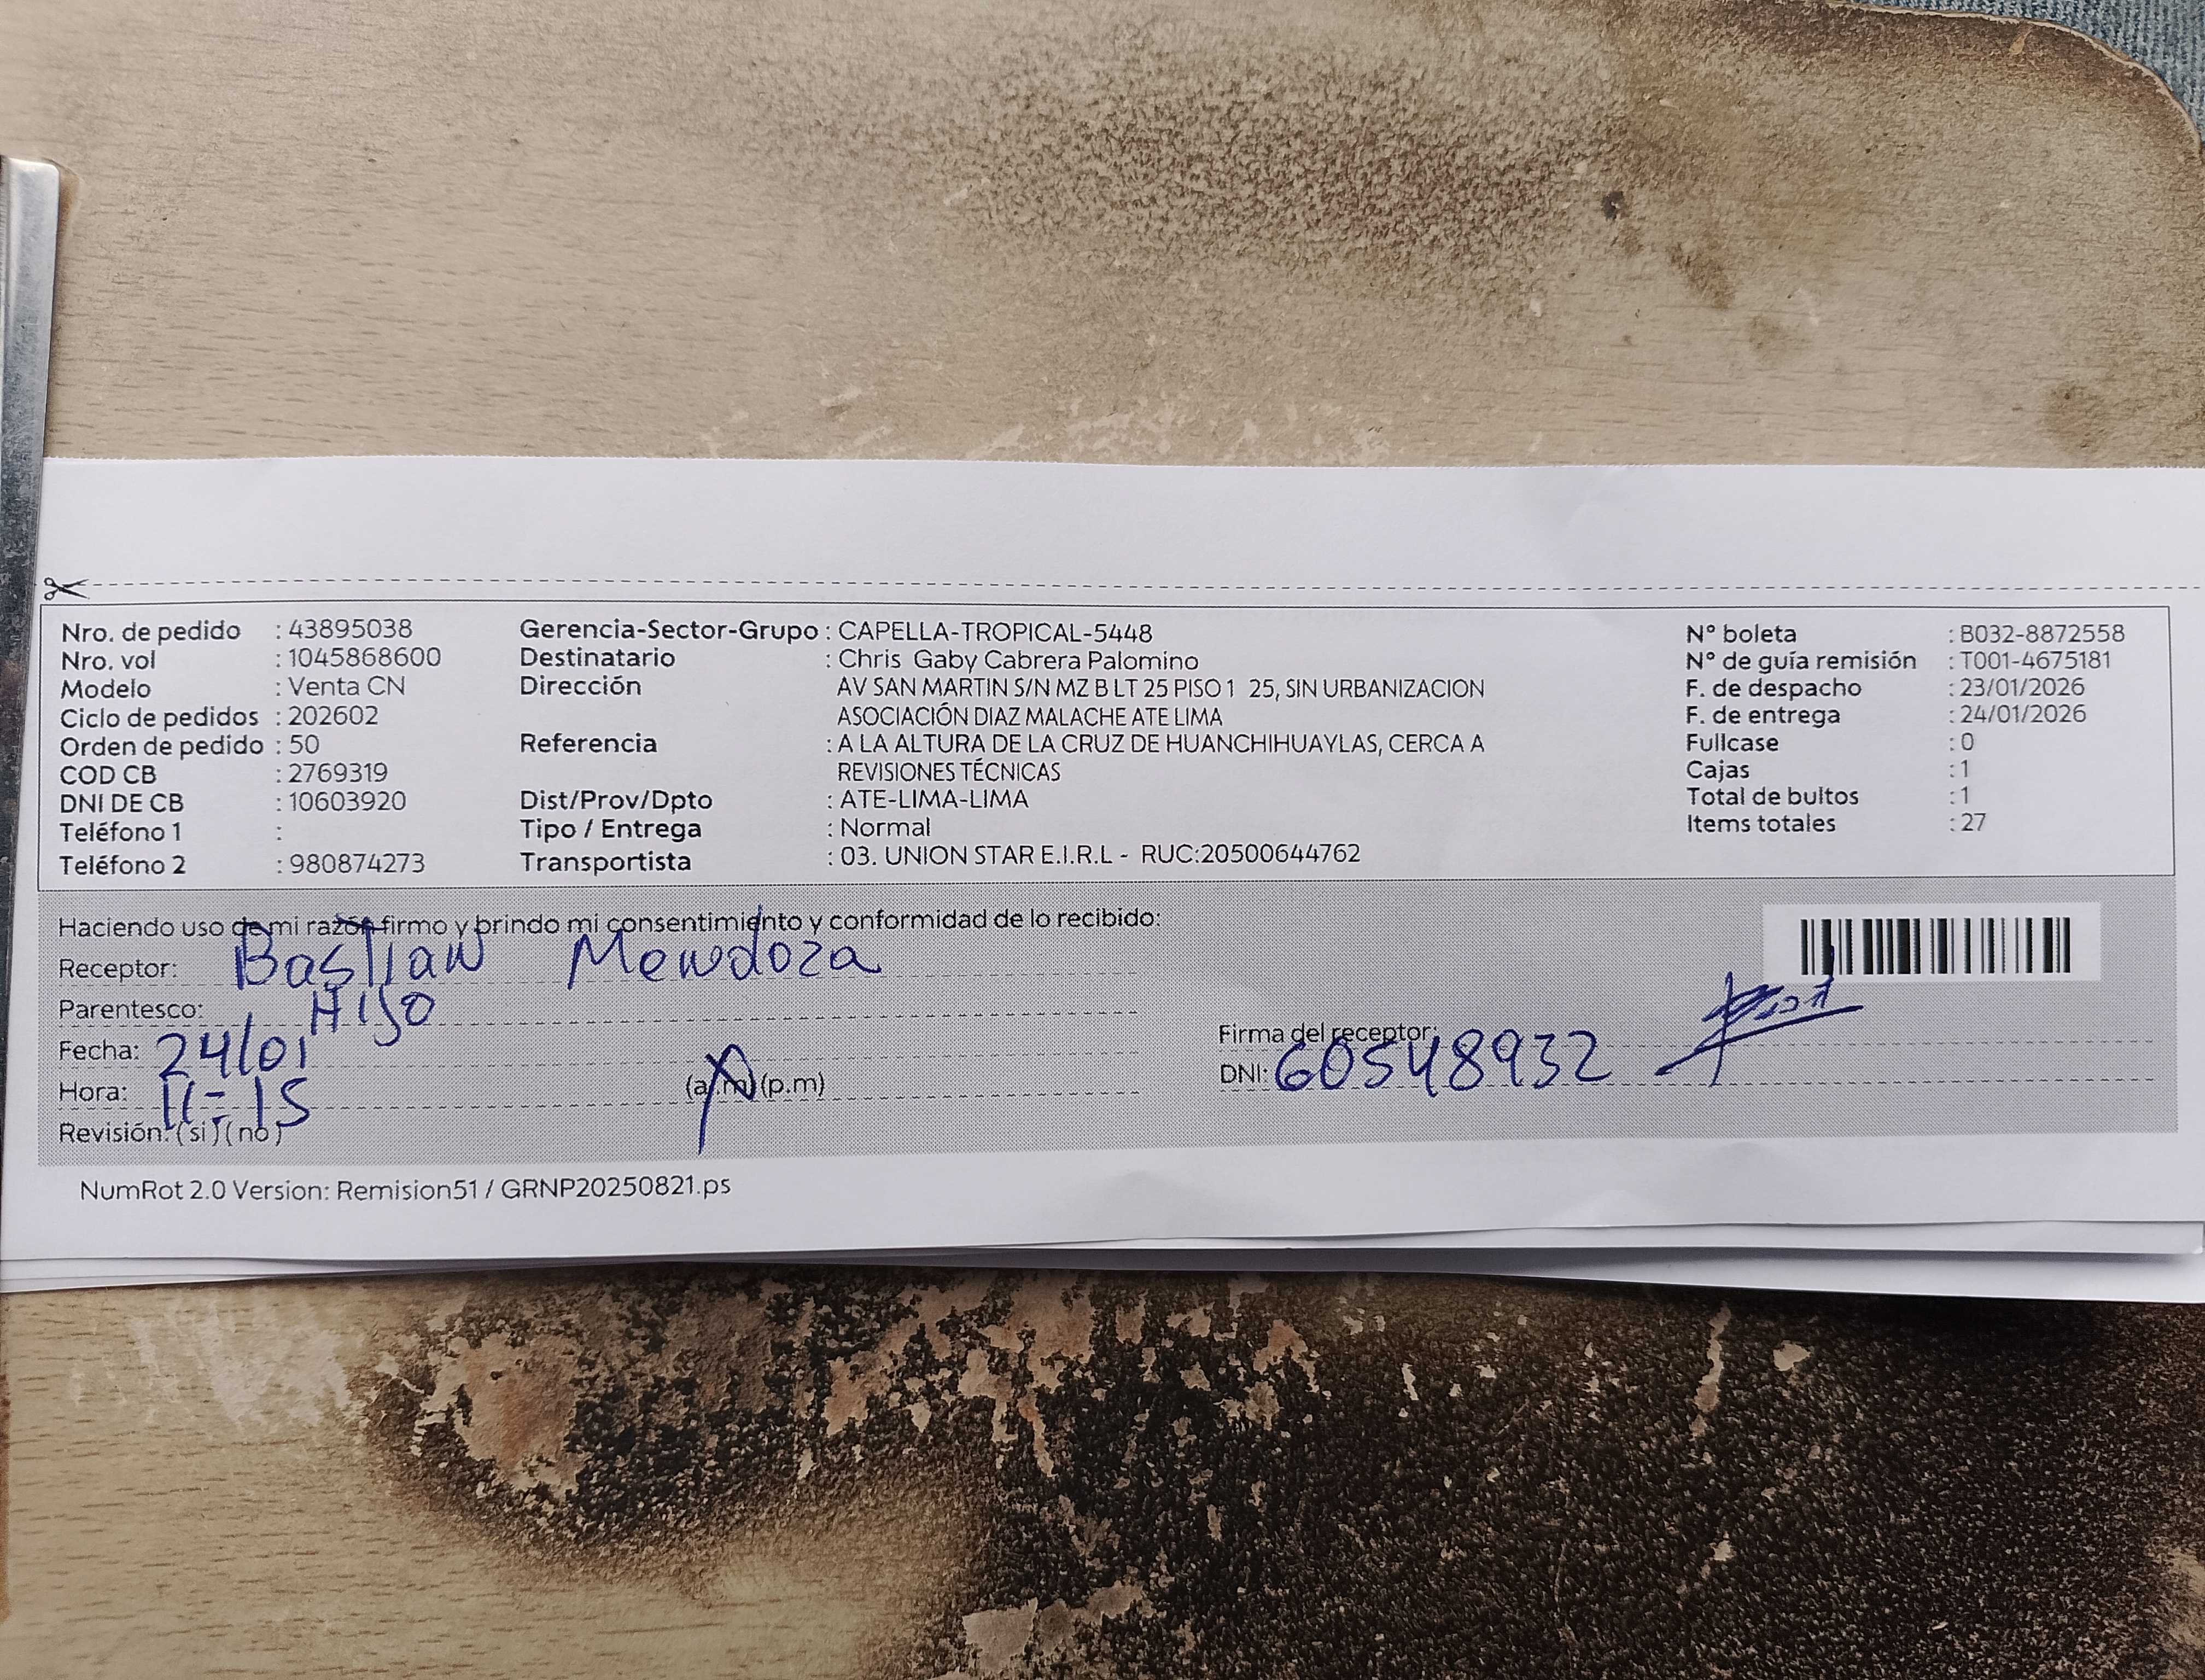 Nro. de pedido : 43895038 Gerencia-Sector-Grupo : CAPELLA-TROPICAL-5448 N° boleta : B032-8872558
Nro. vol : 1045868600 Destinatario : Chris Gaby Cabrera Palomino N° de guía remisión : T001-4675181
Modelo : Venta CN Dirección AV SAN MARTIN S/N MZ B LT 25 PISO 1 25, SIN URBANIZACION F. de despacho : 23/01/2026
Ciclo de pedidos : 202602 ASOCIACIÓN DIAZ MALACHE ATE LIMA F. de entrega : 24/01/2026
Orden de pedido : 50 Referencia : A LA ALTURA DE LA CRUZ DE HUANCHIHUAYLAS, CERCA A Fullcase : 0
COD CB : 2769319 REVISIONES TÉCNICAS Cajas : 1
DNI DE CB : 10603920 Dist/Prov/Dpto : ATE-LIMA-LIMA Total de bultos : 1
Teléfono 1 : Tipo / Entrega : Normal Items totales : 27
Teléfono 2 : 980874273 Transportista : 03. UNION STAR E.I.R.L - RUC:20500644762
Haciendo uso de mi razón firmo y brindo mi consentimiento y conformidad de lo recibido:
Receptor: Bastian Mendoza
Parentesco: Hijo
Fecha: 24/01 Firma del receptor:
Hora: 11:15 (a.m) (p.m) DNI: 60548932
Revisión: (si) (no)
NumRot 2.0 Version: Remision51 / GRNP20250821.ps